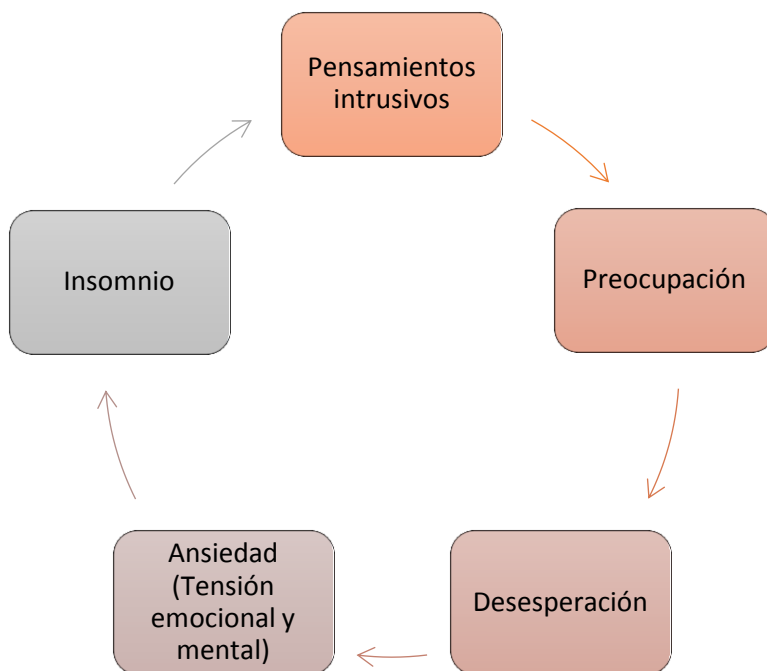 Pensamientos
intrusivos
Preocupación
Desesperación
Ansiedad
(Tensión
emocional y
mental)
Insomnio